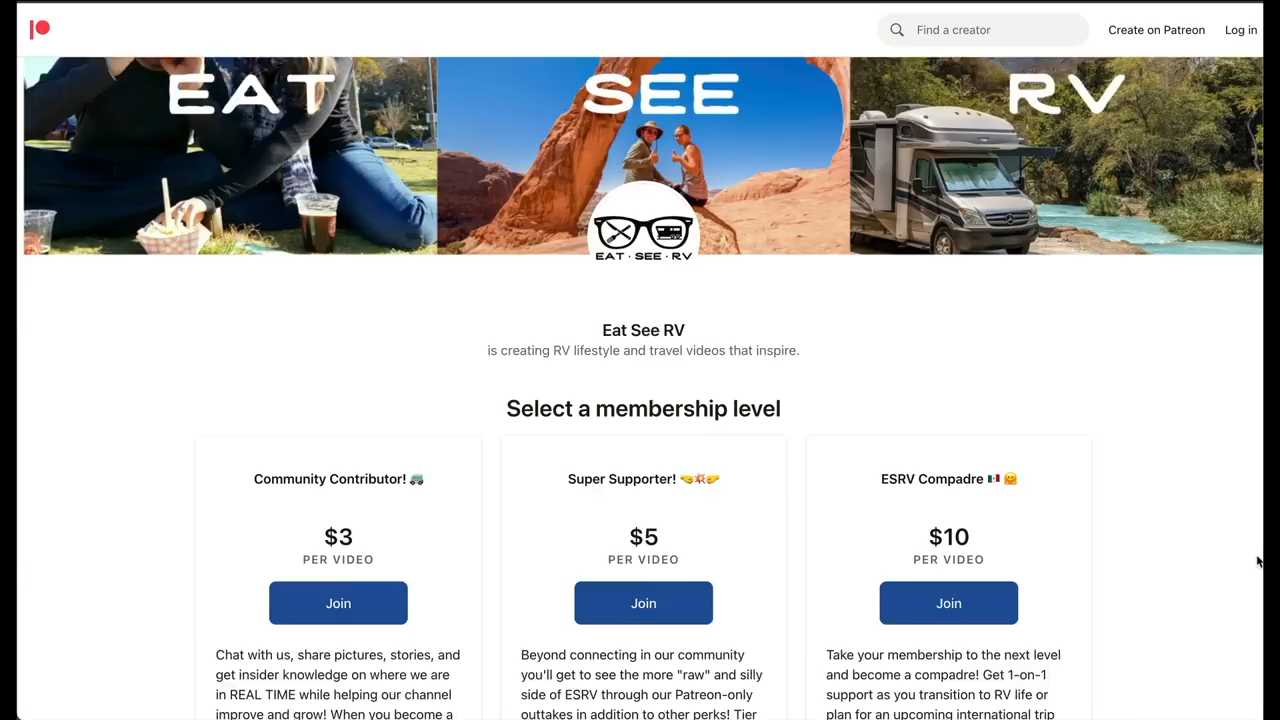 Find a creator
Create on Patreon
Log in
EAT
SEE
RV
EAT · SEE · RV
Eat See RV
is creating RV lifestyle and travel videos that inspire.
Select a membership level
Community Contributor! 🚙
$3
PER VIDEO
Join
Chat with us, share pictures, stories, and
get insider knowledge on where we are
in REAL TIME while helping our channel
improve and grow! When you become a
Super Supporter! 🤜💥🤛
$5
PER VIDEO
Join
Beyond connecting in our community
you'll get to see the more "raw" and silly
side of ESRV through our Patreon-only
outtakes in addition to other perks! Tier
ESRV Compadre 🇲🇽 🤗
$10
PER VIDEO
Join
Take your membership to the next level
and become a compadre! Get 1-on-1
support as you transition to RV life or
plan for an upcoming international trip